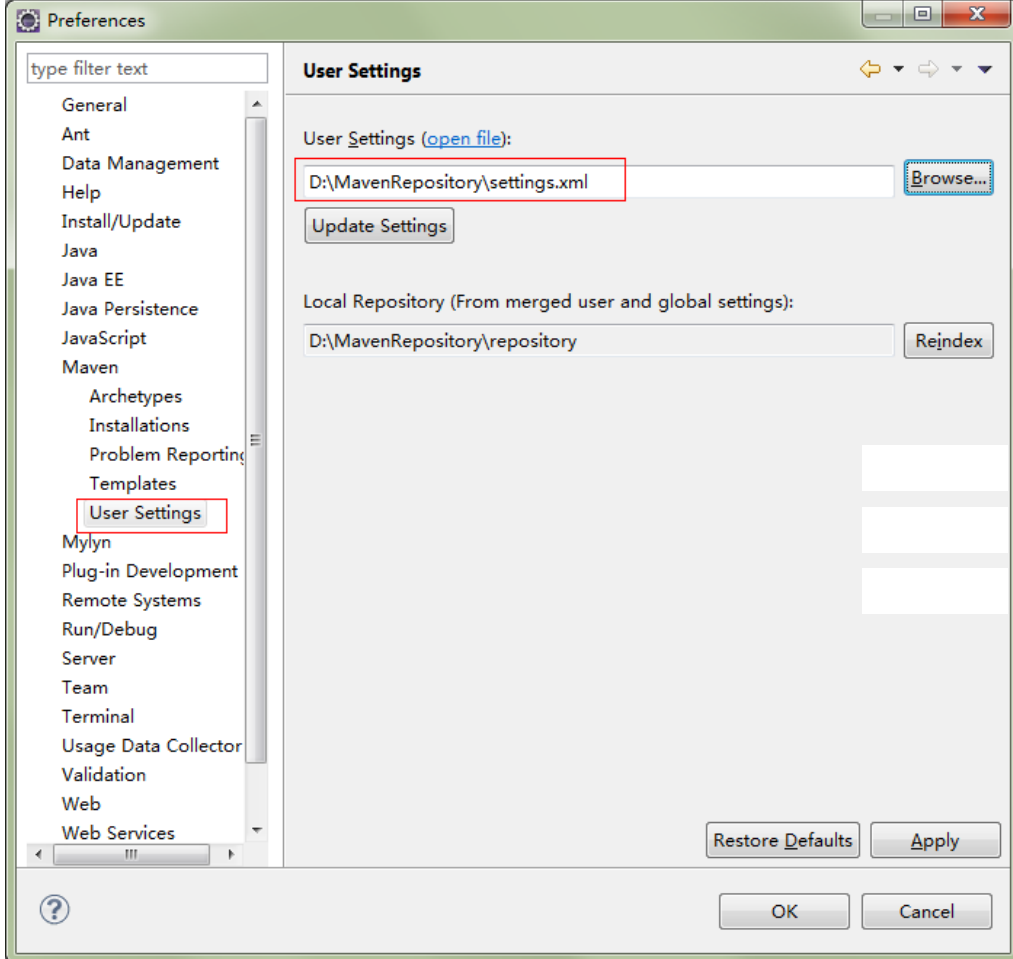 Preferences
type filter text
General
Ant
Data Management
Help
Install/Update
Java
Java EE
Java Persistence
JavaScript
Maven
Archetypes
Installations
Problem Reporting
Templates
User Settings
Mylyn
Plug-in Development
Remote Systems
Run/Debug
Server
Team
Terminal
Usage Data Collector
Validation
Web
Web Services
User Settings
User Settings (open file):
D:\MavenRepository\settings.xml
Browse...
Update Settings
Local Repository (From merged user and global settings):
D:\MavenRepository\repository
Reindex
Restore Defaults
Apply
OK
Cancel